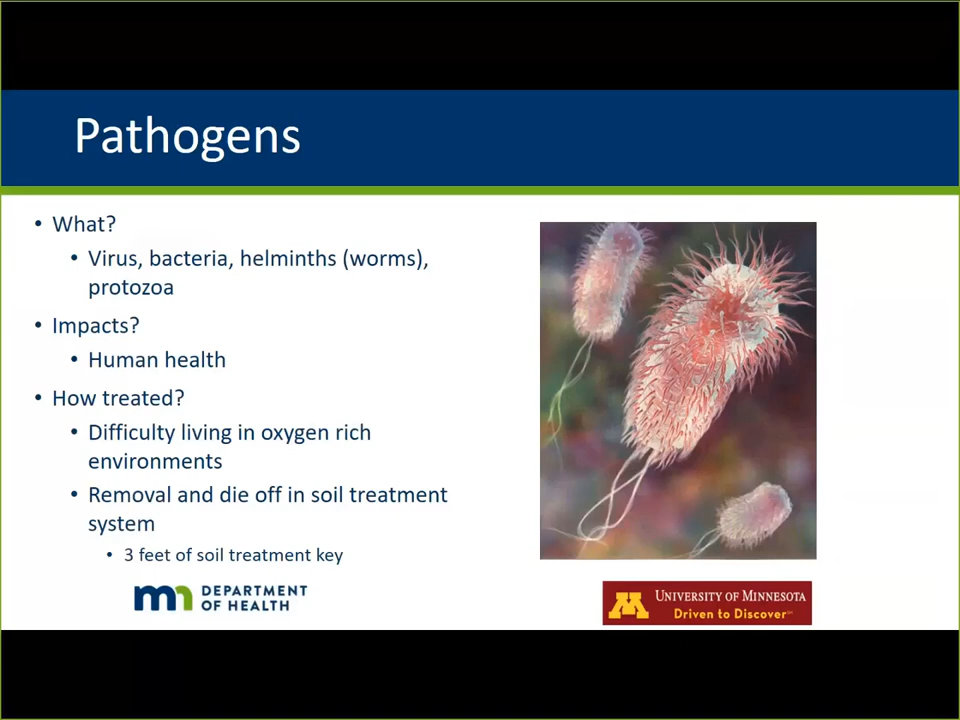 Pathogens
• What?
• Virus, bacteria, helminths (worms),
protozoa
• Impacts?
• Human health
• How treated?
• Difficulty living in oxygen rich
environments
• Removal and die off in soil treatment
system
• 3 feet of soil treatment key
mn DEPARTMENT
OF HEALTH
M UNIVERSITY OF MINNESOTA
Driven to Discover